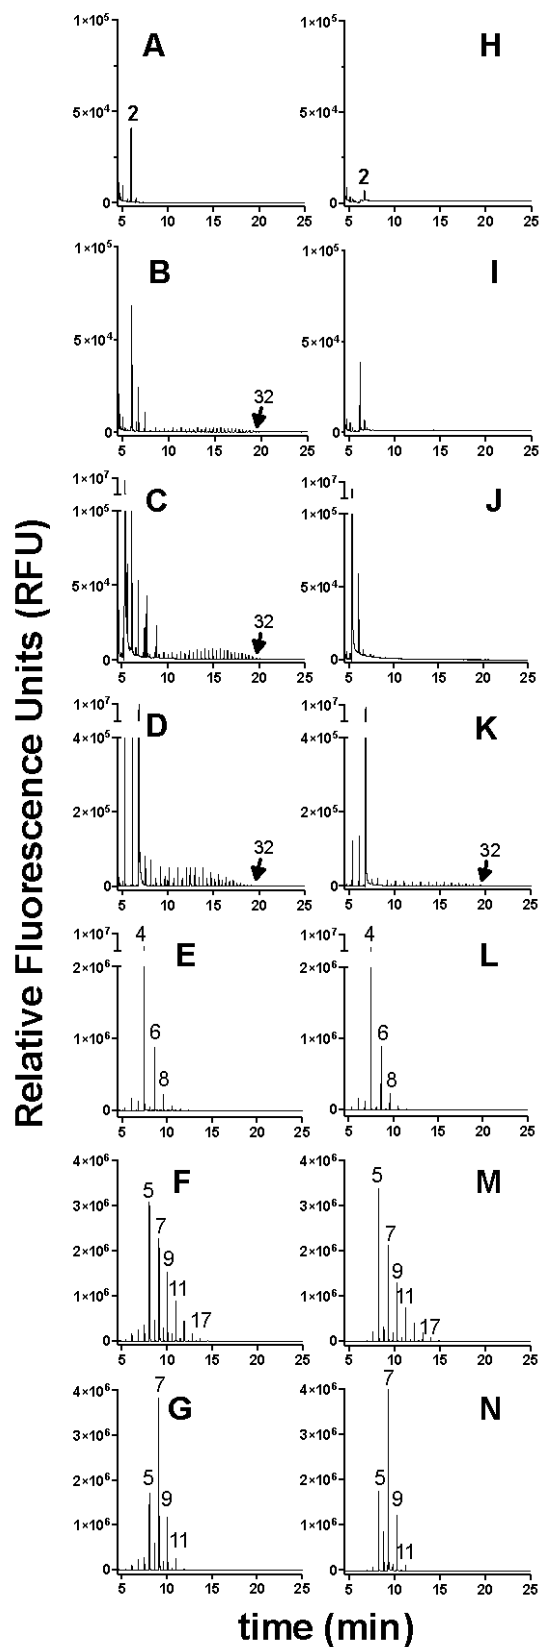 Relative Fluorescence Units (RFU)
A
1×10⁵
5×10⁴
0
2
5 10 15 20 25
H
1×10⁵
5×10⁴
0
2
5 10 15 20 25
B
1×10⁵
5×10⁴
0
32
5 10 15 20 25
I
1×10⁵
5×10⁴
0
5 10 15 20 25
C
1×10⁷
1×10⁵
5×10⁴
0
32
5 10 15 20 25
J
1×10⁷
1×10⁵
5×10⁴
0
5 10 15 20 25
D
1×10⁷
4×10⁵
2×10⁵
0
32
5 10 15 20 25
K
1×10⁷
4×10⁵
2×10⁵
0
32
5 10 15 20 25
E
1×10⁷
2×10⁶
1×10⁶
0
4
6
8
5 10 15 20 25
L
1×10⁷
2×10⁶
1×10⁶
0
4
6
8
5 10 15 20 25
F
4×10⁶
3×10⁶
2×10⁶
1×10⁶
0
5
7
9
11
17
5 10 15 20 25
M
4×10⁶
3×10⁶
2×10⁶
1×10⁶
0
5
7
9
11
17
5 10 15 20 25
G
4×10⁶
3×10⁶
2×10⁶
1×10⁶
0
7
5
9
11
5 10 15 20 25
N
4×10⁶
3×10⁶
2×10⁶
1×10⁶
0
7
5
9
11
5 10 15 20 25
time (min)